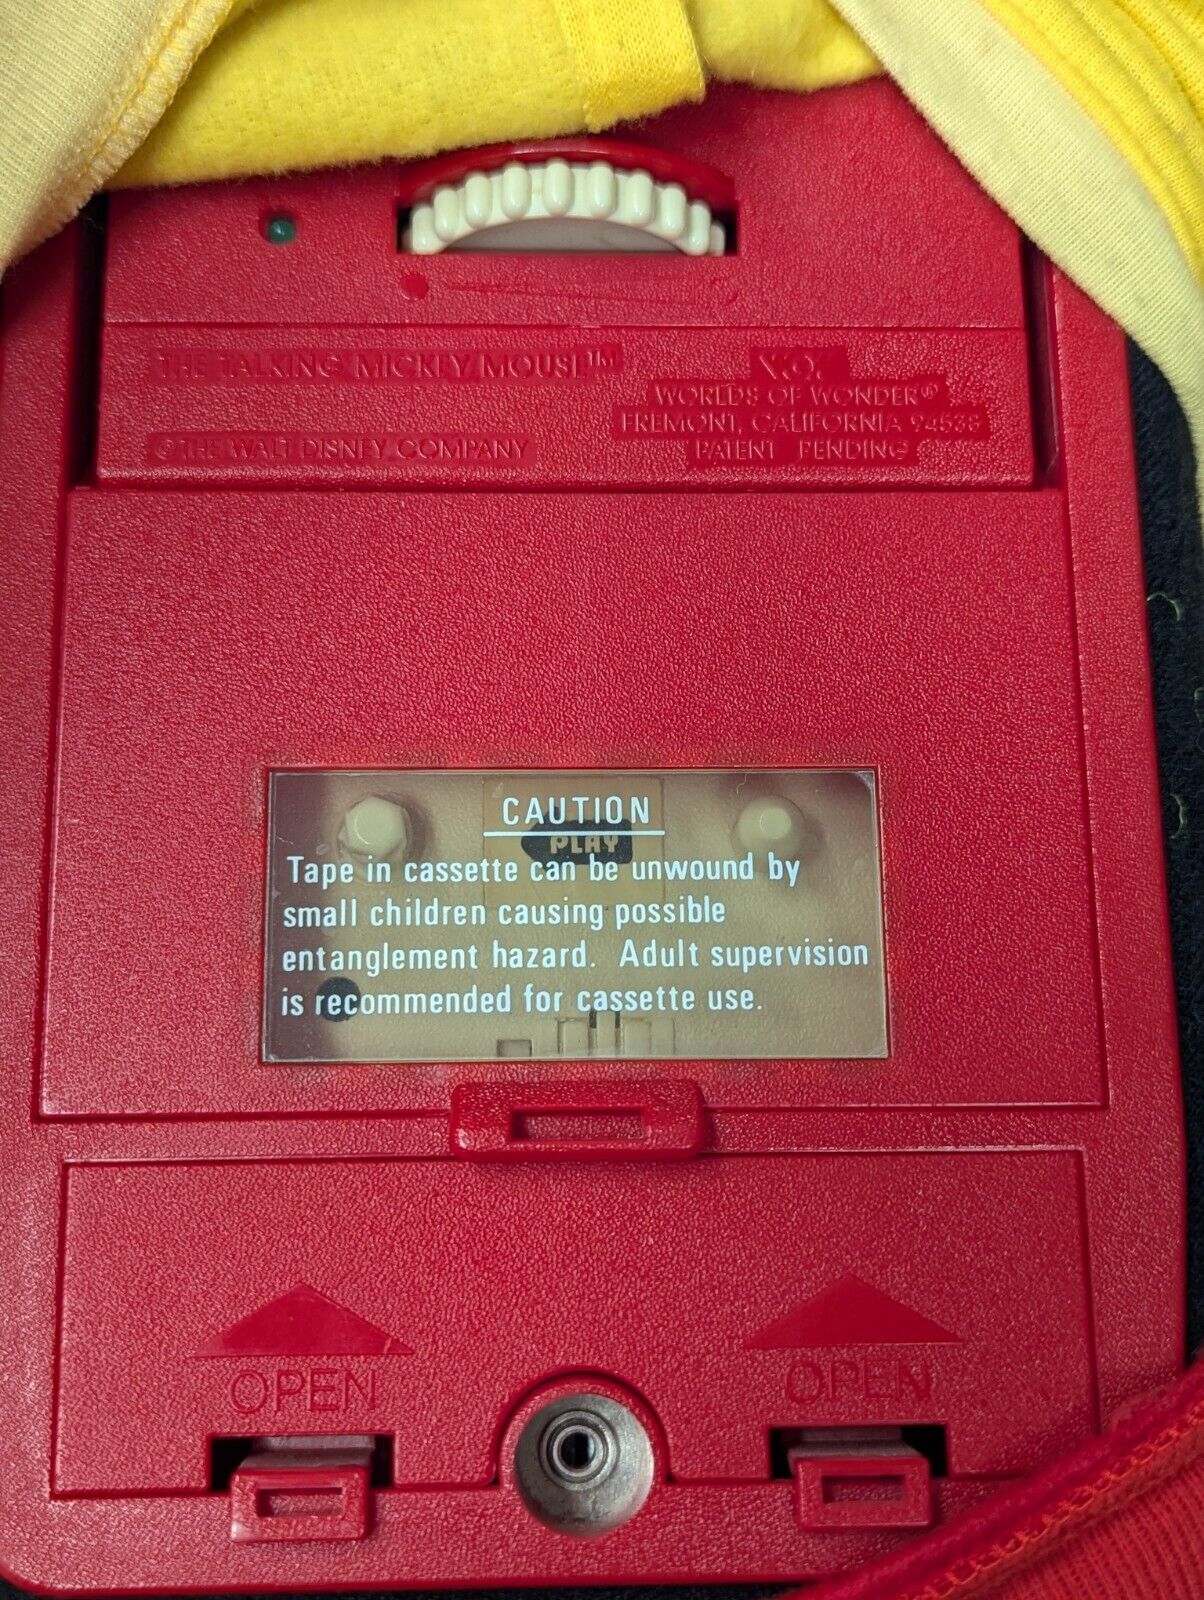 THE TALKING MICKEY MOUSE™
©THE WALT DISNEY COMPANY
WORLDS OF WONDER®
FREMONT, CALIFORNIA 94538
PATENT PENDING
CAUTION
PLAY
Tape in cassette can be unwound by
small children causing possible
entanglement hazard. Adult supervision
is recommended for cassette use.
OPEN
OPEN